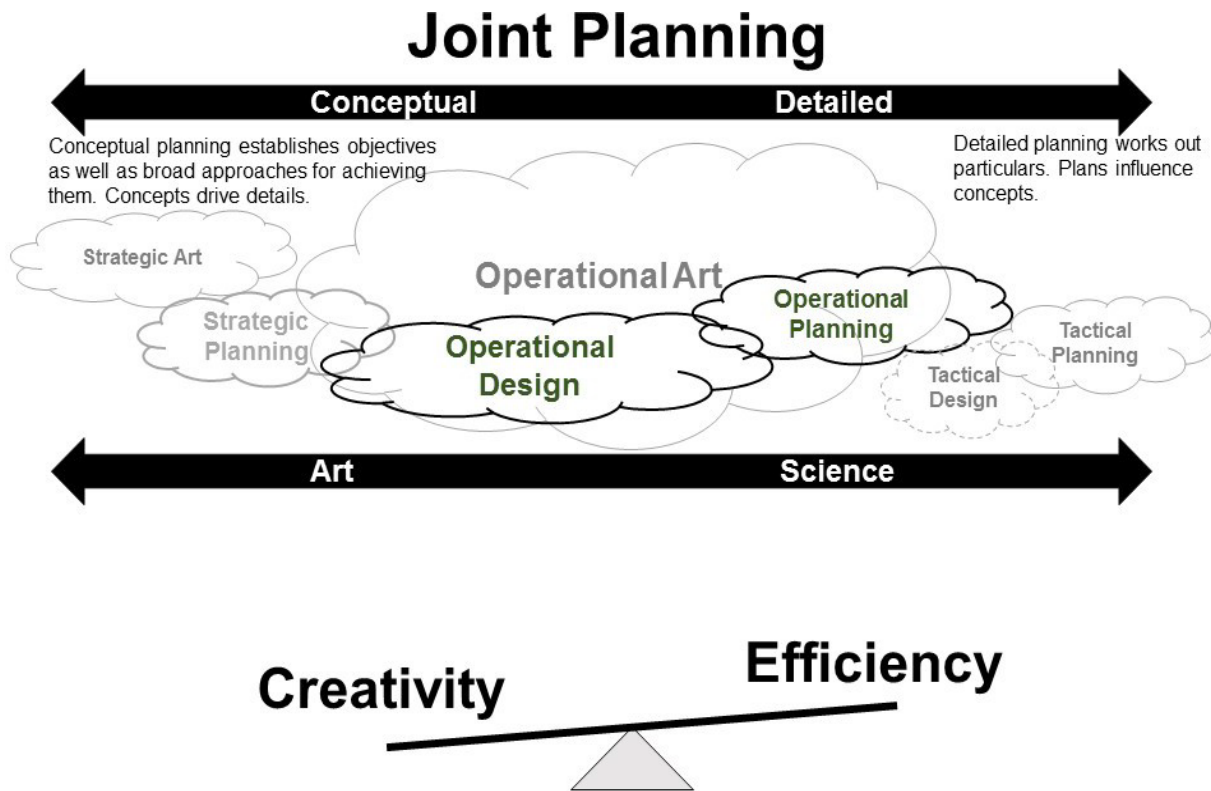 Joint Planning
Conceptual
Detailed
Conceptual planning establishes objectives
as well as broad approaches for achieving
them. Concepts drive details.
Detailed planning works out
particulars. Plans influence
concepts.
Strategic Art
Strategic
Planning
Operational Art
Operational
Design
Operational
Planning
Tactical
Planning
Tactical
Design
Art
Science
Creativity
Efficiency